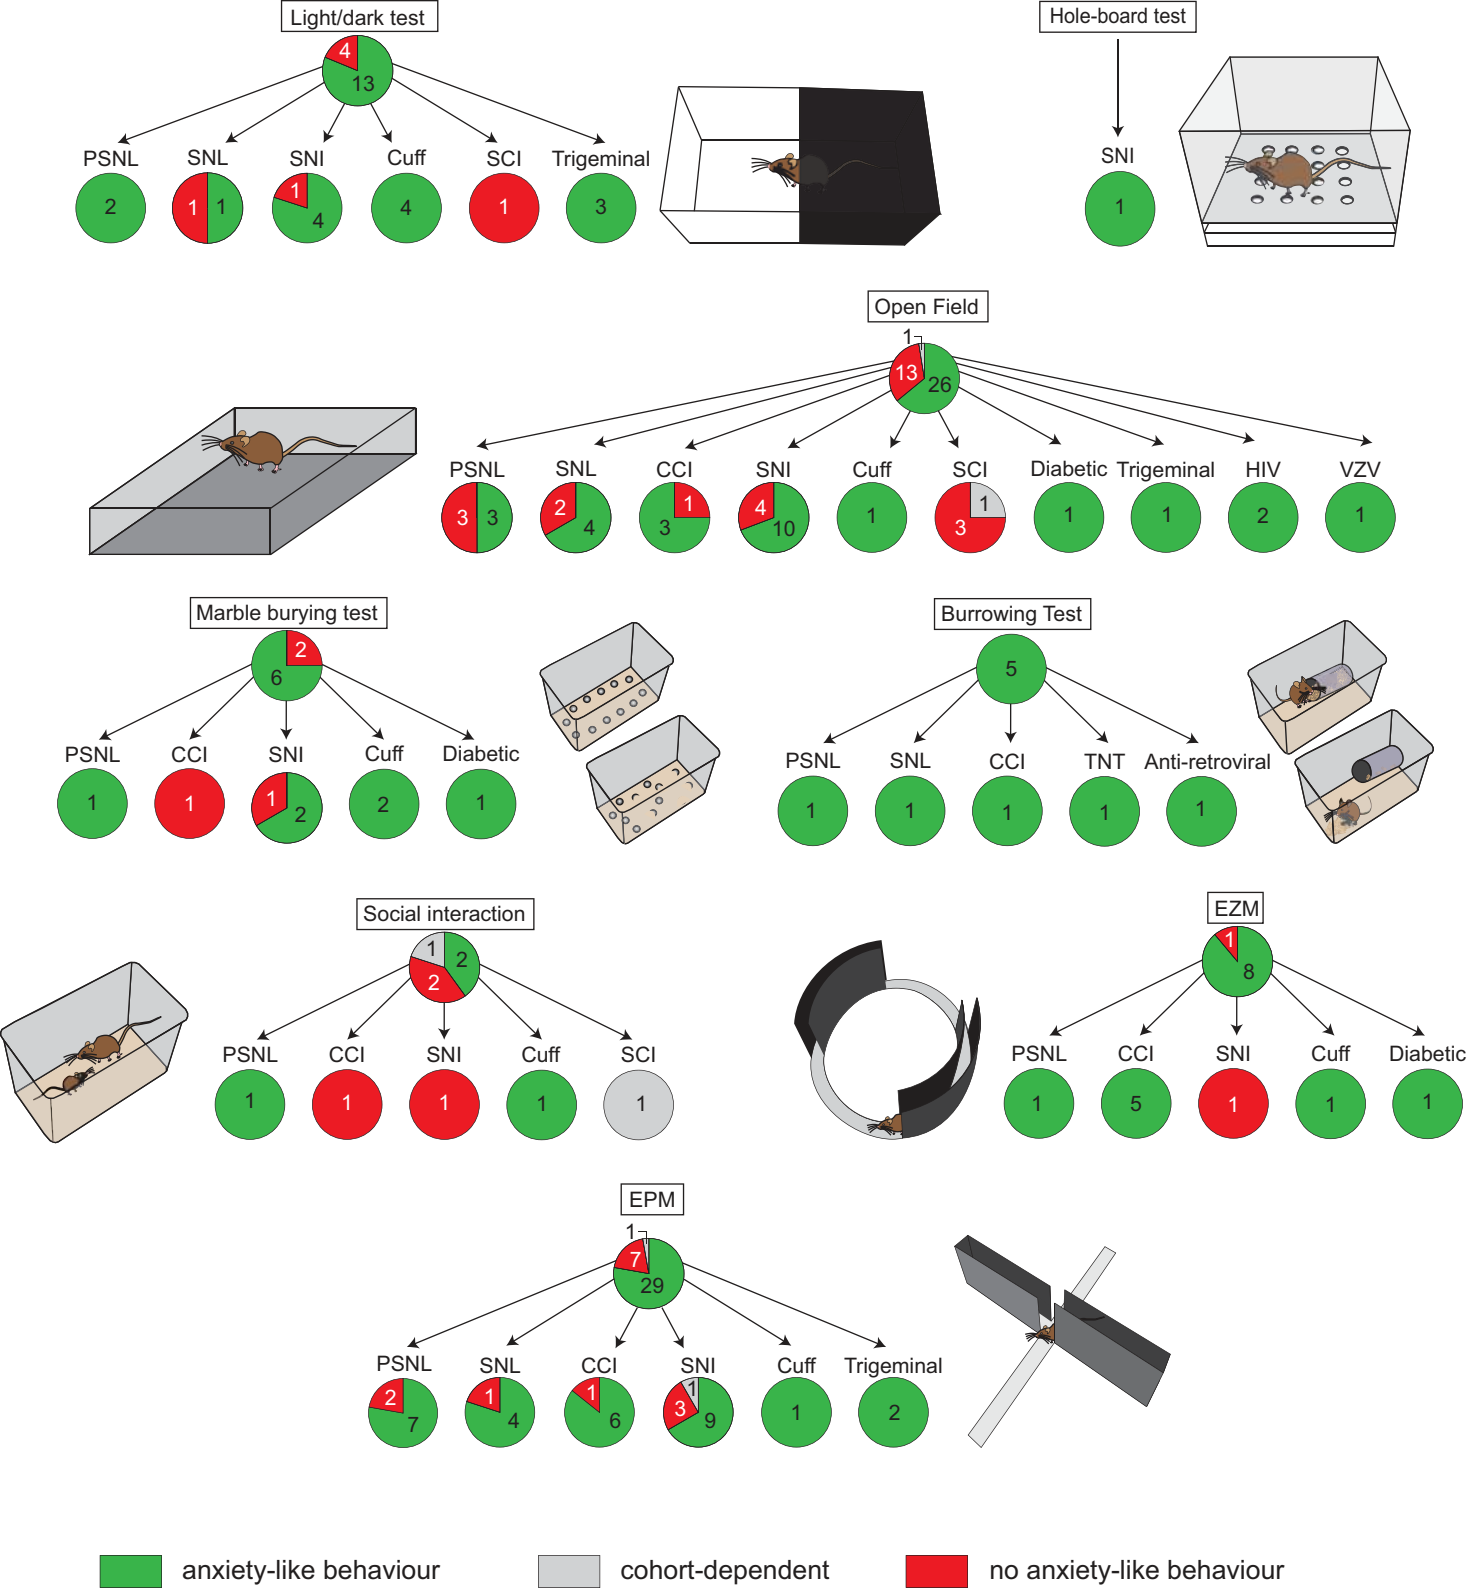 Light/dark test
4
13
PSNL SNL SNI Cuff SCI Trigeminal
2 1 1 1 4 4 1 3
Hole-board test
SNI
1
Open Field
1
13 26
PSNL SNL CCI SNI Cuff SCI Diabetic Trigeminal HIV VZV
3 3 2 4 1 3 4 10 1 1 3 1 1 2 1
Marble burying test
2
6
PSNL CCI SNI Cuff Diabetic
1 1 1 2 2 1
Burrowing Test
5
PSNL SNL CCI TNT Anti-retroviral
1 1 1 1 1
Social interaction
1 2
2
PSNL CCI SNI Cuff SCI
1 1 1 1 1
EZM
1
8
PSNL CCI SNI Cuff Diabetic
1 5 1 1 1
EPM
1
7
29
PSNL SNL CCI SNI Cuff Trigeminal
2 7 1 4 1 6 1 3 9 1 2
anxiety-like behaviour cohort-dependent no anxiety-like behaviour